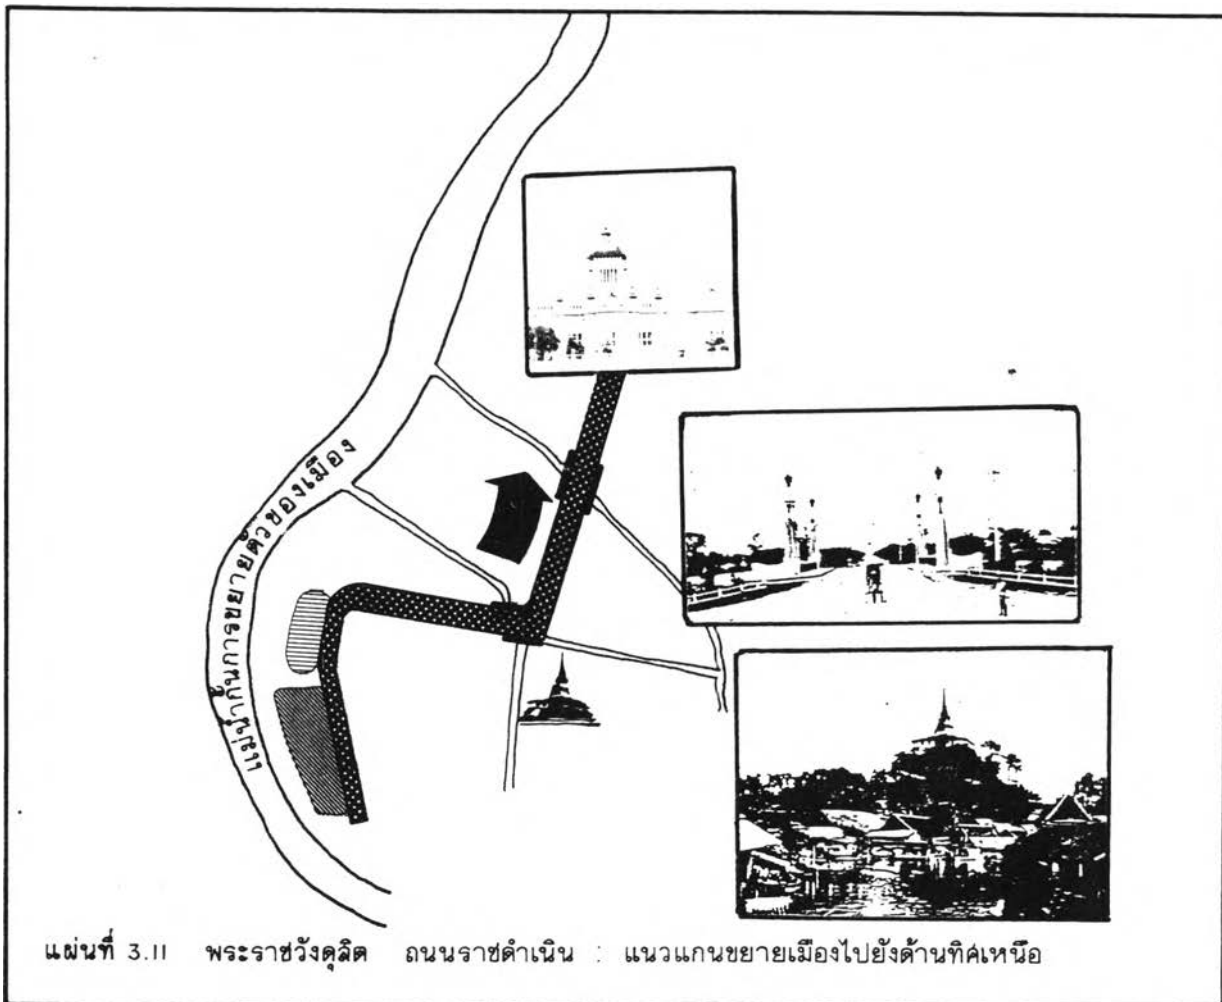 แม่น้ำกั้นการขยายตัวของเมือง
แผ่นที่ 3.11 พระราชวังดุสิต ถนนราชดำเนิน : แนวแกนขยายเมืองไปยังด้านทิศเหนือ